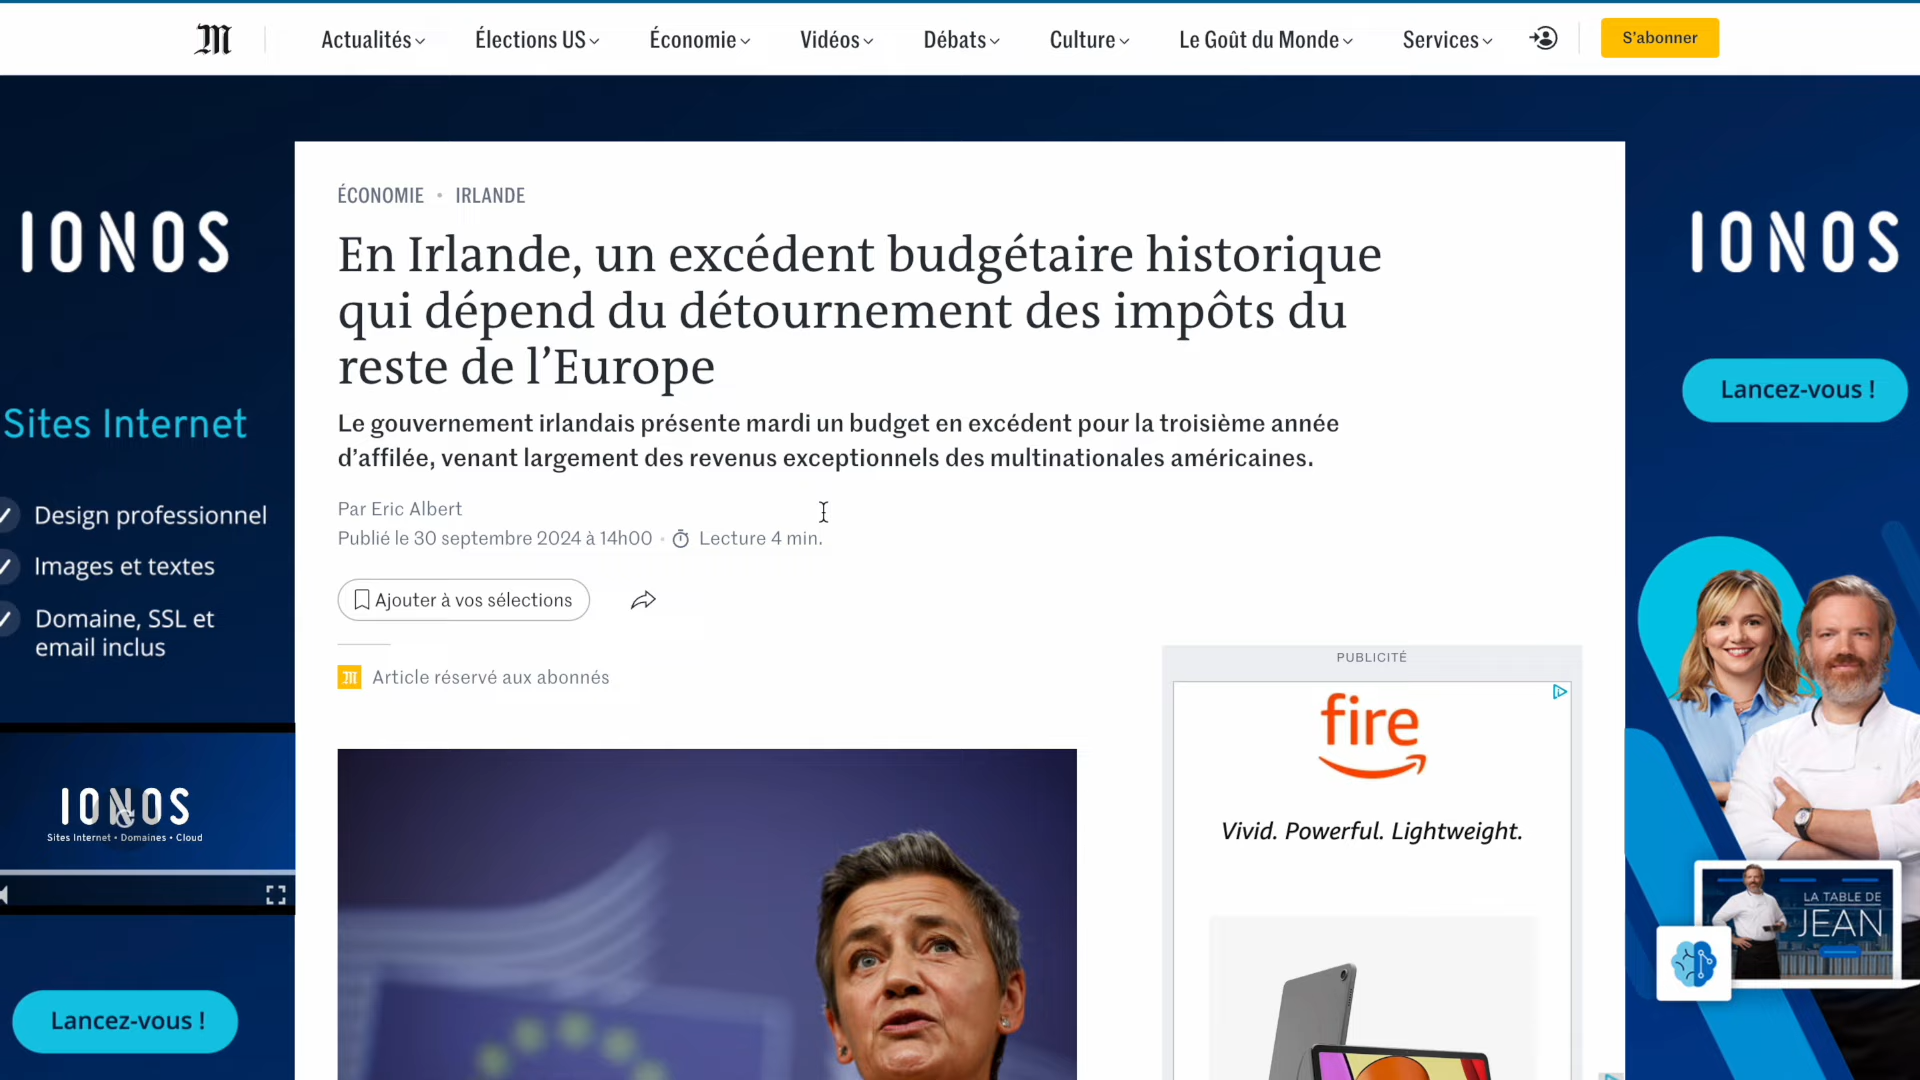 Actualités
Élections US
Économie
Vidéos
Débats
Culture
Le Goût du Monde
Services
S'abonner
IONOS
Sites Internet
Design professionnel
Images et textes
Domaine, SSL et
email inclus
IONOS
Sites Internet • Domaines • Cloud
Lancez-vous !
ÉCONOMIE • IRLANDE
En Irlande, un excédent budgétaire historique
qui dépend du détournement des impôts du
reste de l’Europe
Le gouvernement irlandais présente mardi un budget en excédent pour la troisième année
d’affilée, venant largement des revenus exceptionnels des multinationales américaines.
Par Eric Albert
Publié le 30 septembre 2024 à 14h00 • Lecture 4 min.
Ajouter à vos sélections
Article réservé aux abonnés
PUBLICITÉ
fire
Vivid. Powerful. Lightweight.
IONOS
Lancez-vous !
LA TABLE DE
JEAN